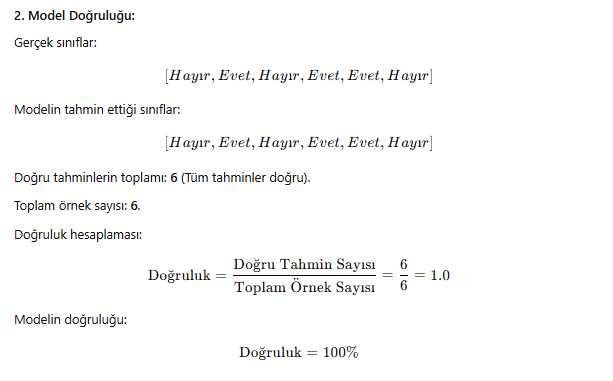 2. Model Doğruluğu:
Gerçek sınıflar:
[Hayır, Evet, Hayır, Evet, Evet, Hayır]
Modelin tahmin ettiği sınıflar:
[Hayır, Evet, Hayır, Evet, Evet, Hayır]
Doğru tahminlerin toplamı: 6 (Tüm tahminler doğru).
Toplam örnek sayısı: 6.
Doğruluk hesaplaması:
Doğruluk = Doğru Tahmin Sayısı / Toplam Örnek Sayısı = 6 / 6 = 1.0
Modelin doğruluğu:
Doğruluk = 100%